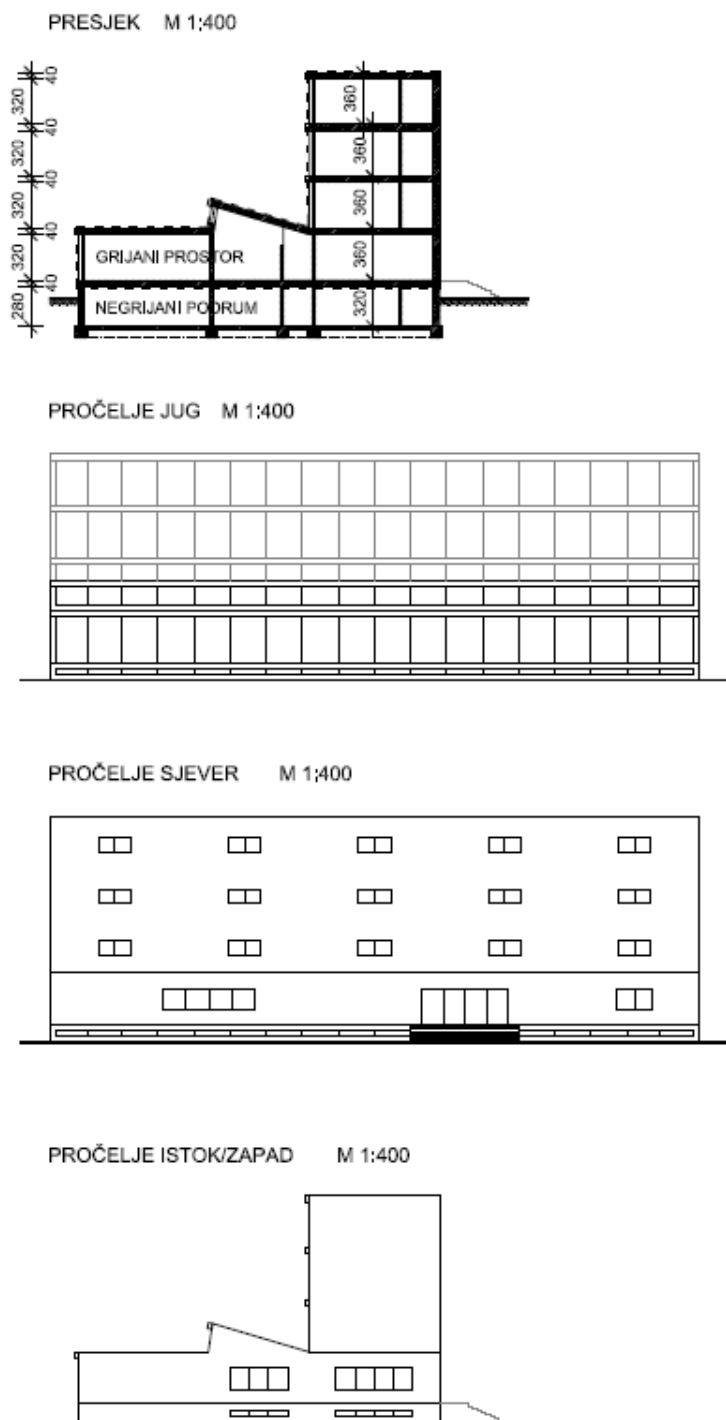 PRESJEK M 1:400
40
320
40
320
40
320
40
320
40
280
360
360
360
360
320
GRIJANI PROSTOR
NEGRIJANI PODRUM
PROČELJE JUG M 1:400
PROČELJE SJEVER M 1:400
PROČELJE ISTOK/ZAPAD M 1:400